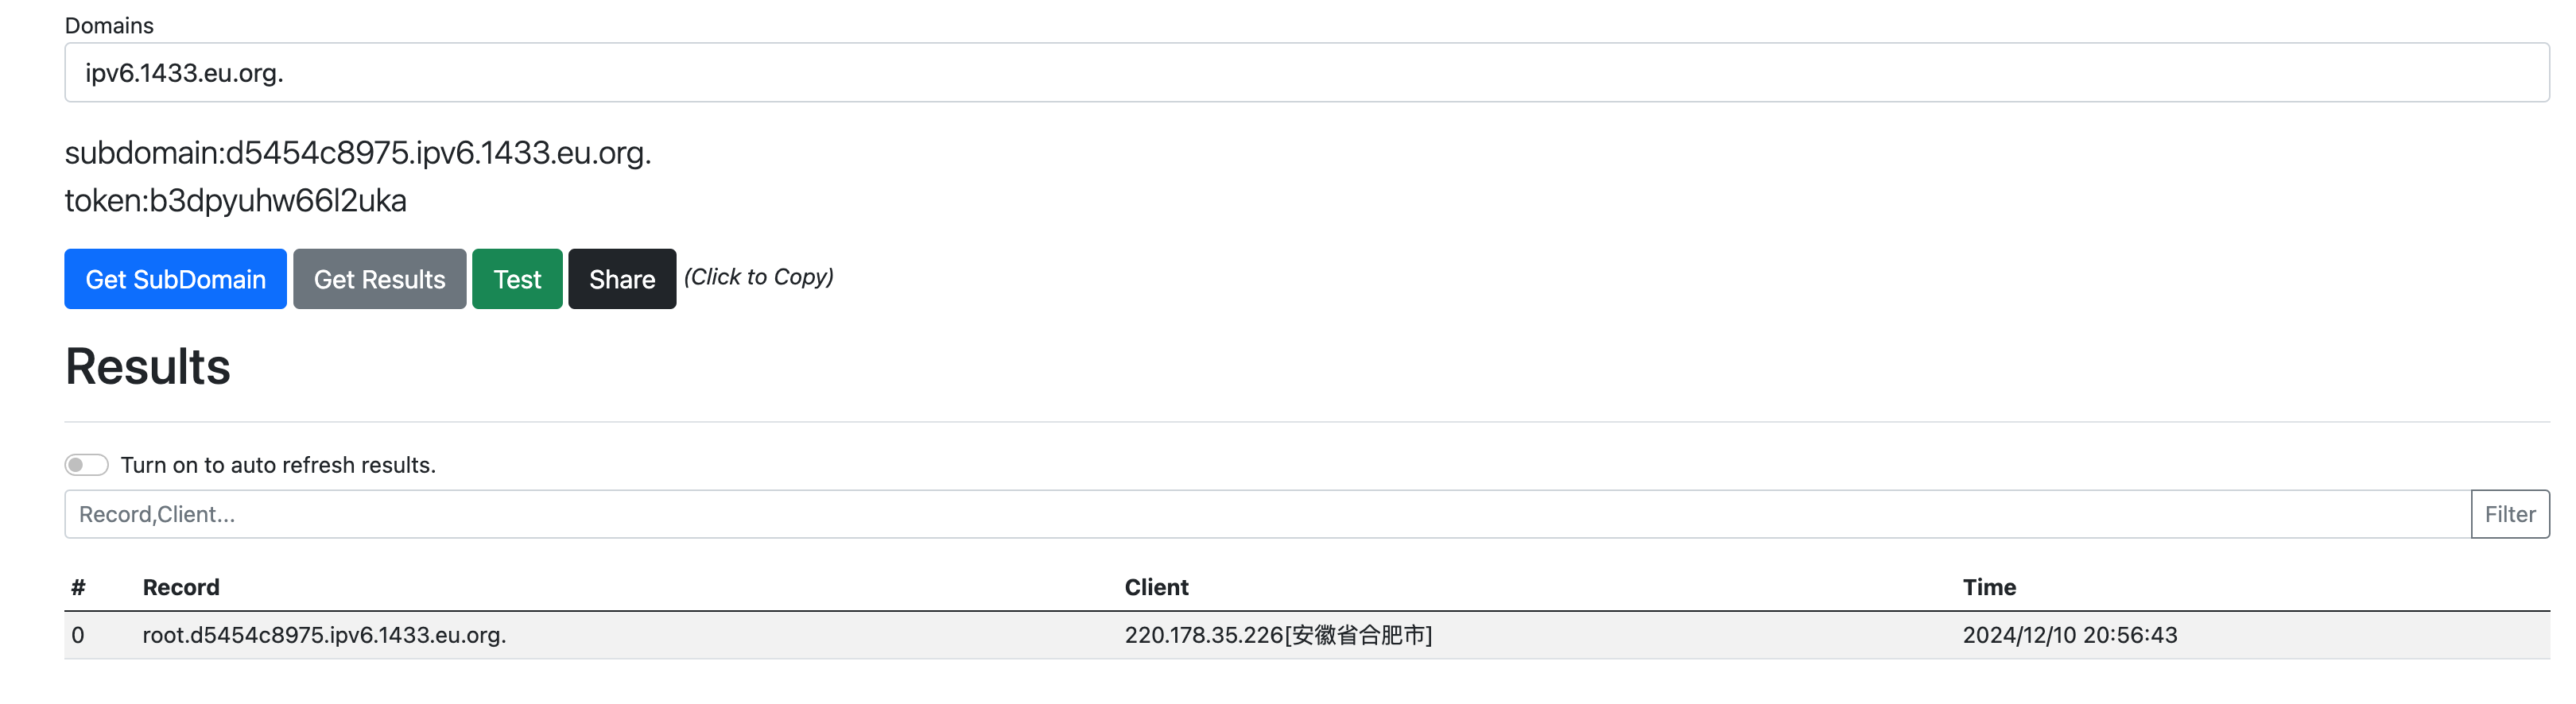 Domains
ipv6.1433.eu.org.
subdomain:d5454c8975.ipv6.1433.eu.org.
token:b3dpyuhw66l2uka
Get SubDomain Get Results Test Share (Click to Copy)
Results
Turn on to auto refresh results.
Record,Client... Filter
# Record Client Time
0 root.d5454c8975.ipv6.1433.eu.org. 220.178.35.226[安徽省合肥市] 2024/12/10 20:56:43